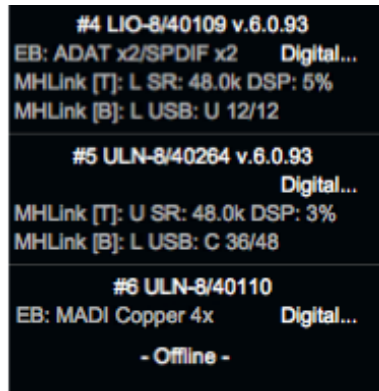 #4 LIO-8/40109 v.6.0.93
EB: ADAT x2/SPDIF x2 Digital...
MHLink [T]: L SR: 48.0k DSP: 5%
MHLink [B]: L USB: U 12/12
#5 ULN-8/40264 v.6.0.93
Digital...
MHLink [T]: U SR: 48.0k DSP: 3%
MHLink [B]: L USB: C 36/48
#6 ULN-8/40110
EB: MADI Copper 4x Digital...
- Offline -